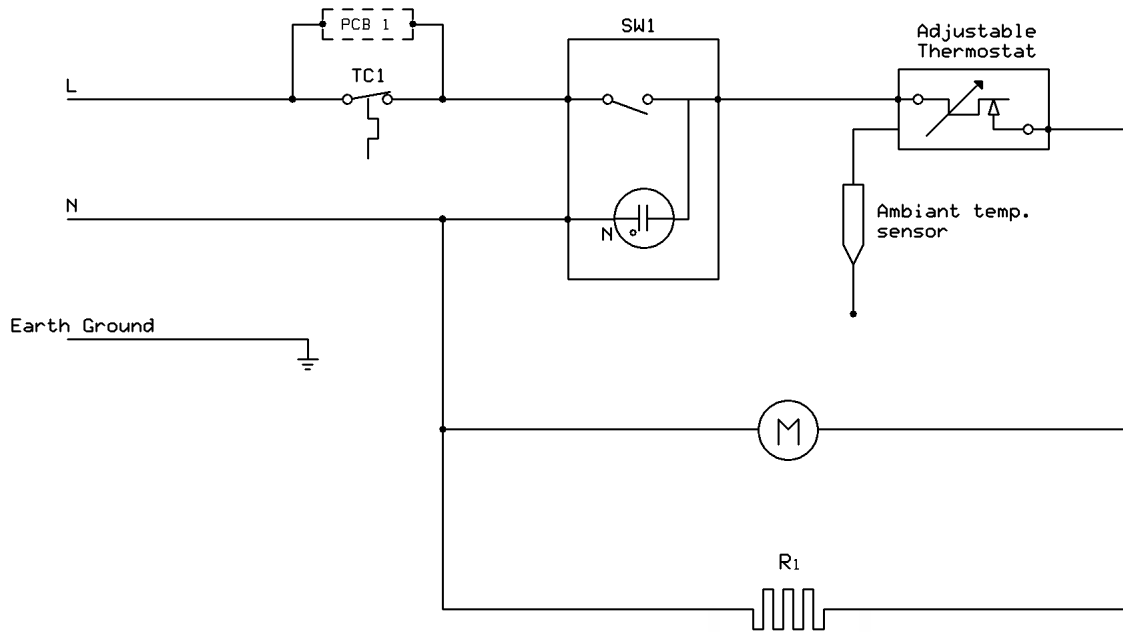 PCB 1
SW1
Adjustable
Thermostat
TC1
L
N
Ambiant temp.
sensor
N
Earth Ground
M
R1